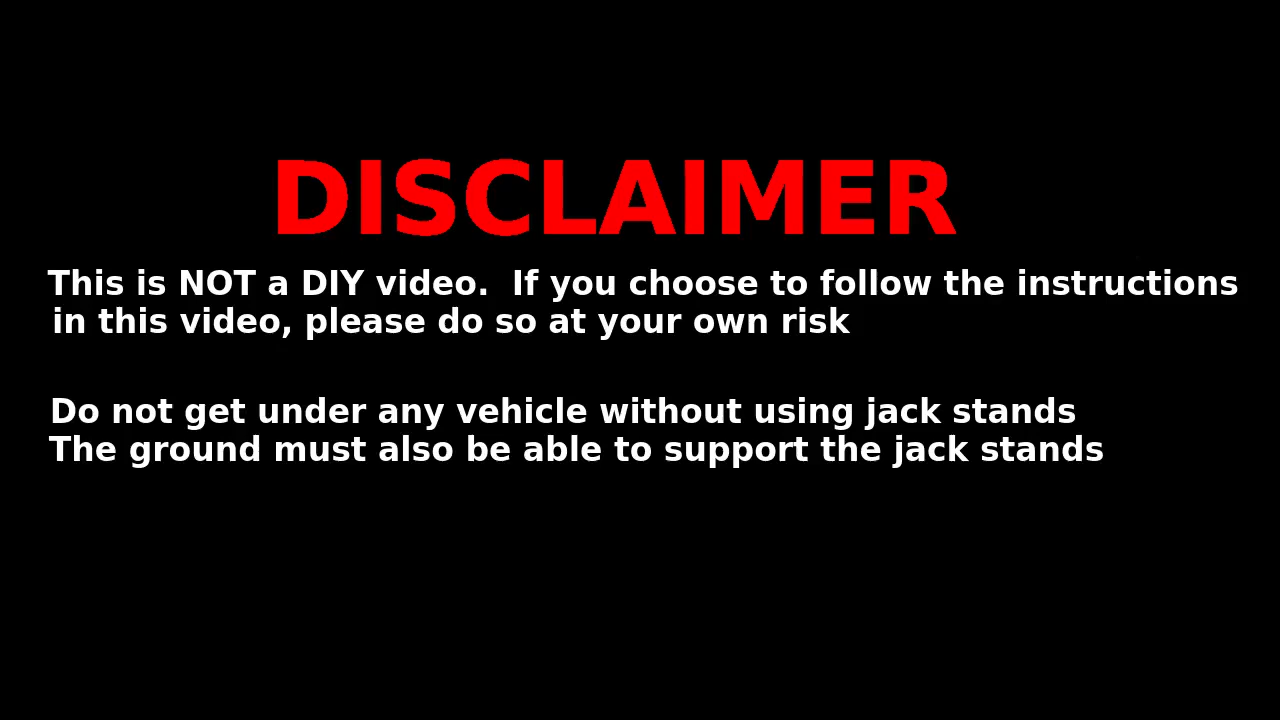 DISCLAIMER
This is NOT a DIY video.  If you choose to follow the instructions
in this video, please do so at your own risk
Do not get under any vehicle without using jack stands
The ground must also be able to support the jack stands